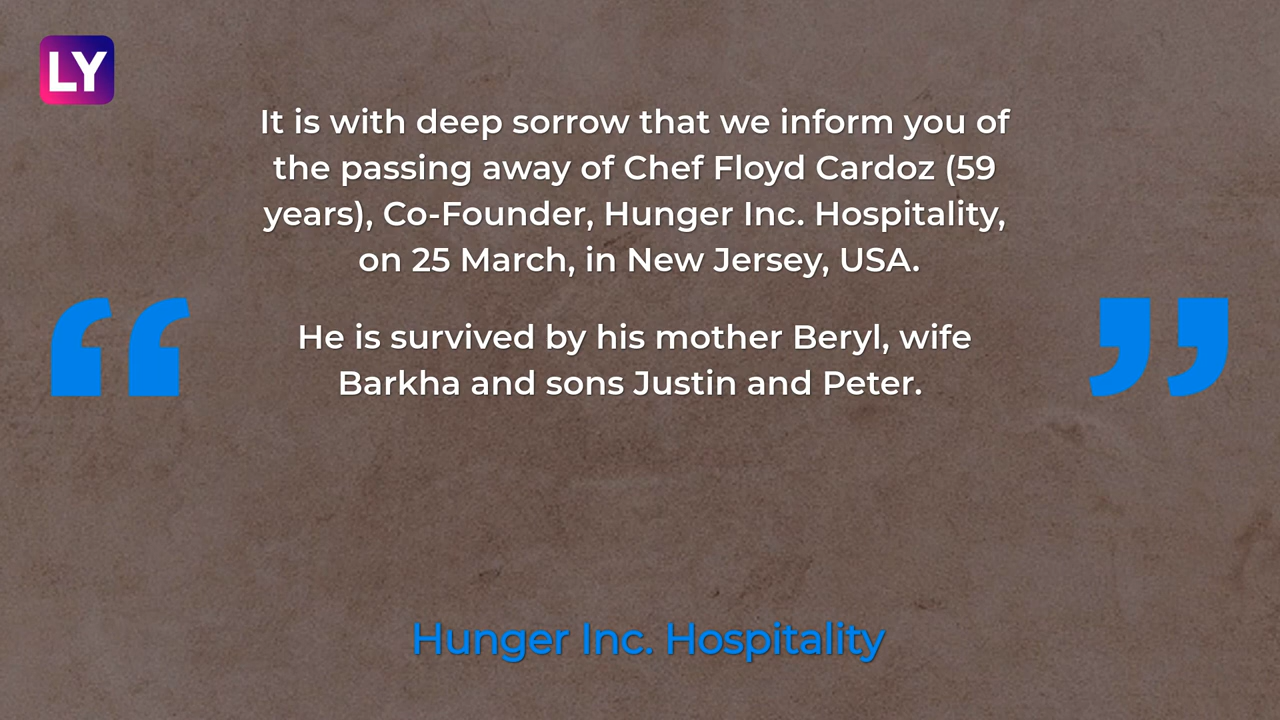 LY
It is with deep sorrow that we inform you of
the passing away of Chef Floyd Cardoz (59
years), Co-Founder, Hunger Inc. Hospitality,
on 25 March, in New Jersey, USA.
He is survived by his mother Beryl, wife
Barkha and sons Justin and Peter.
“ ”
Hunger Inc. Hospitality